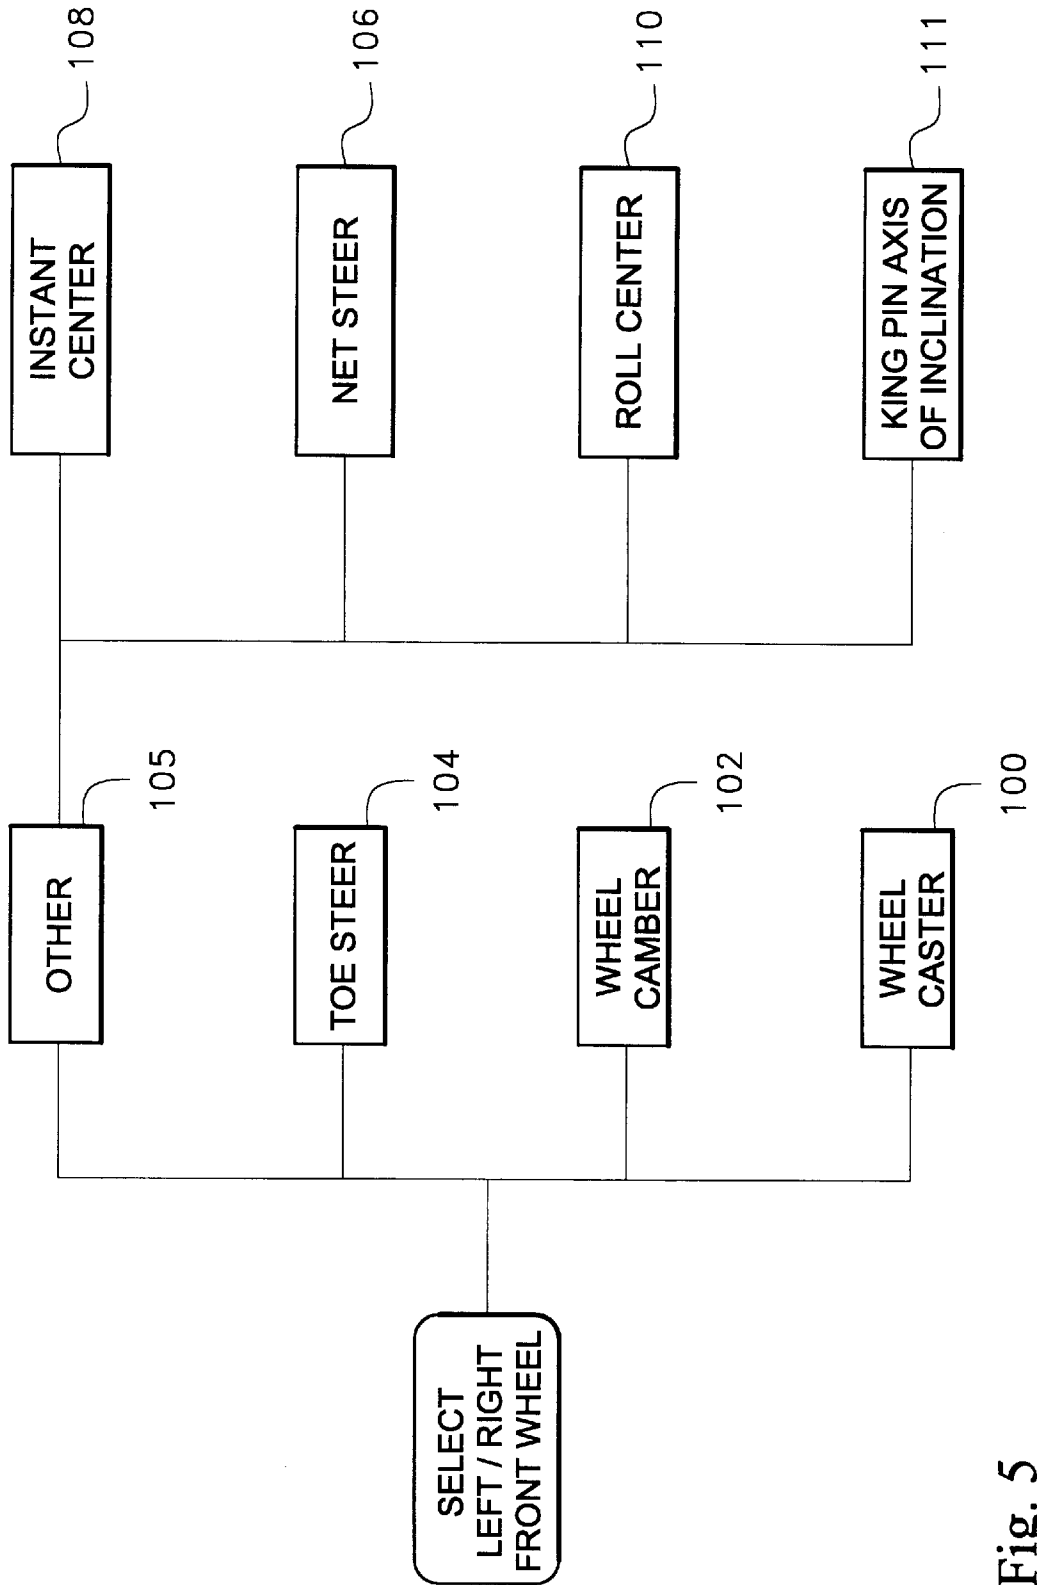 SELECT
LEFT / RIGHT
FRONT WHEEL
OTHER
105
TOE STEER
104
WHEEL
CAMBER
102
WHEEL
CASTER
100
INSTANT
CENTER
108
NET STEER
106
ROLL CENTER
110
KING PIN AXIS
OF INCLINATION
111
Fig. 5